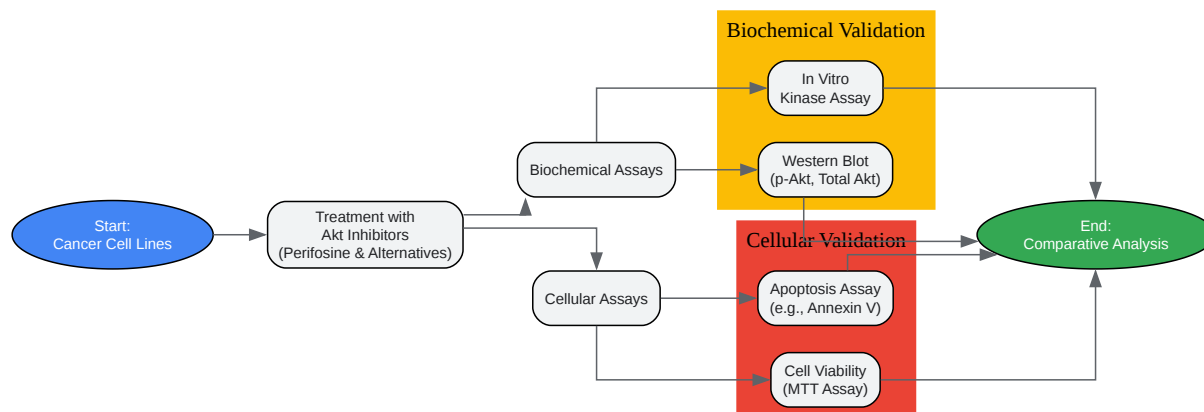 Start:
Cancer Cell Lines
Treatment with
Akt Inhibitors
(Perifosine & Alternatives)
Biochemical Assays
Cellular Assays
Biochemical Validation
In Vitro
Kinase Assay
Western Blot
(p-Akt, Total Akt)
Cellular Validation
Apoptosis Assay
(e.g., Annexin V)
Cell Viability
(MTT Assay)
End:
Comparative Analysis